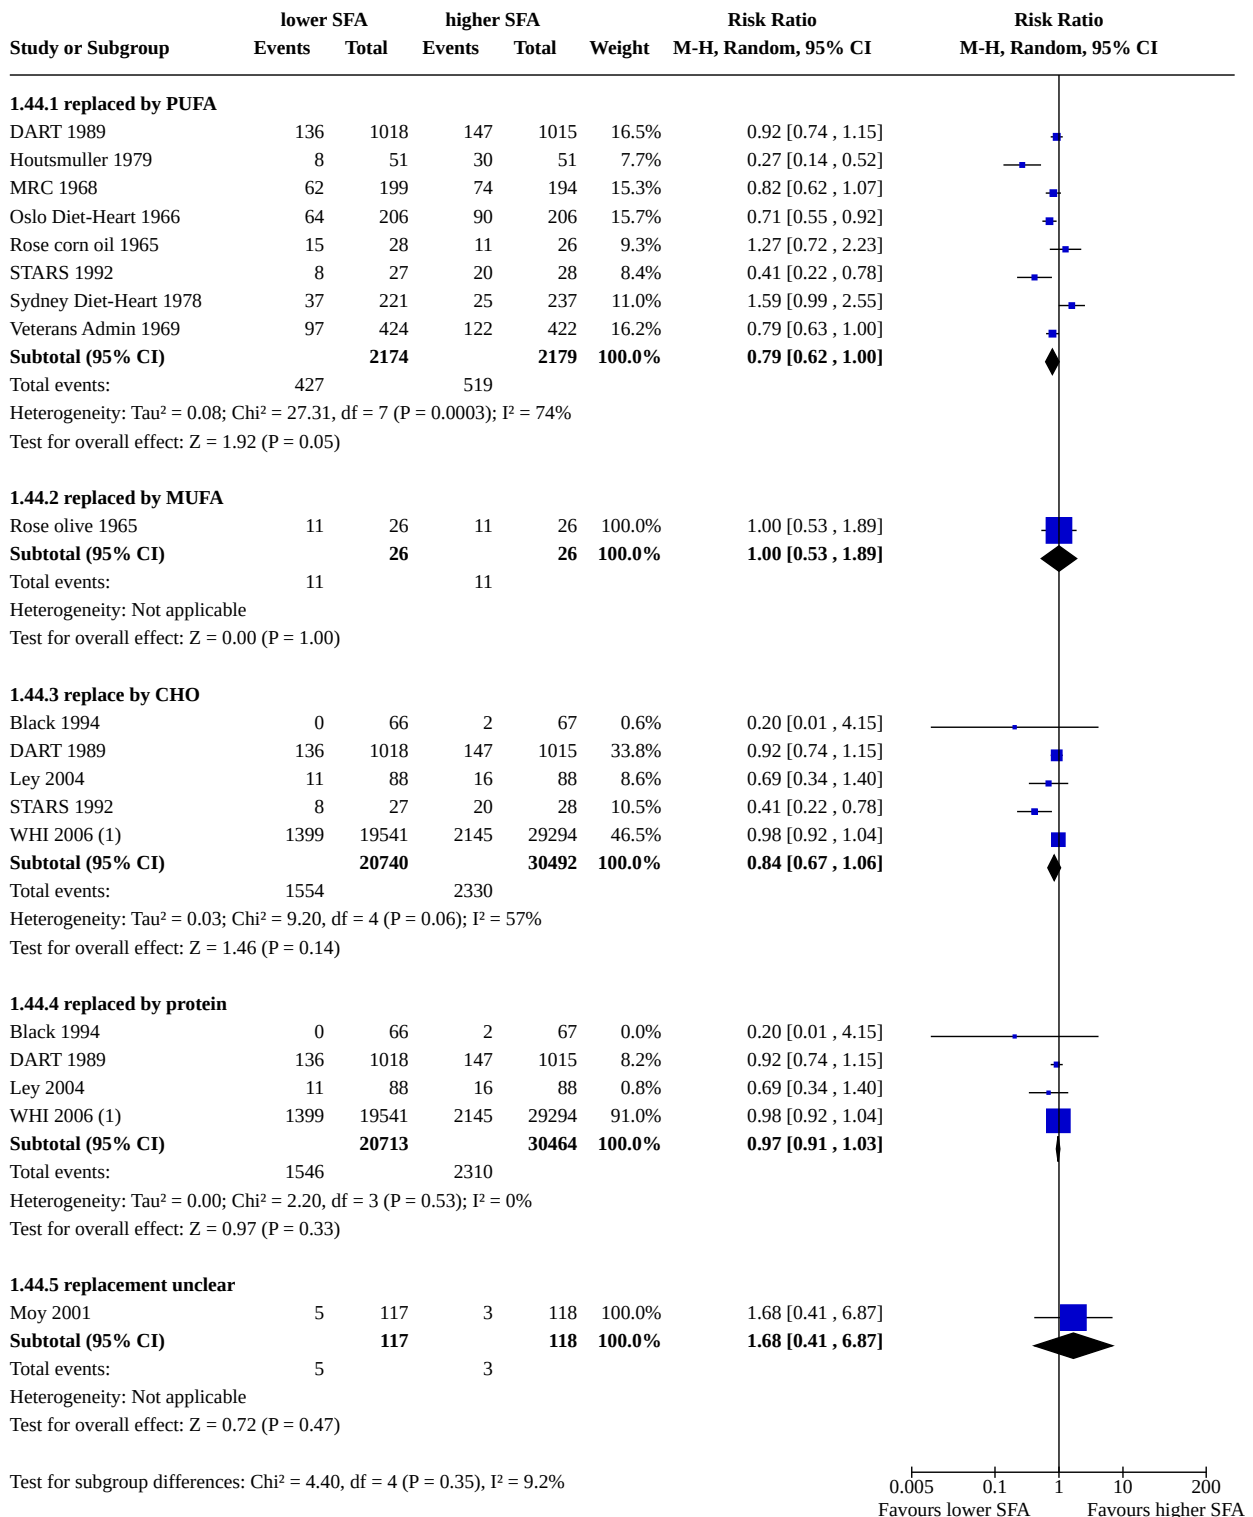 lower SFA higher SFA Risk Ratio Risk Ratio
Study or Subgroup Events Total Events Total Weight M-H, Random, 95% CI M-H, Random, 95% CI
1.44.1 replaced by PUFA
DART 1989 136 1018 147 1015 16.5% 0.92 [0.74 , 1.15]
Houtsmuller 1979 8 51 30 51 7.7% 0.27 [0.14 , 0.52]
MRC 1968 62 199 74 194 15.3% 0.82 [0.62 , 1.07]
Oslo Diet-Heart 1966 64 206 90 206 15.7% 0.71 [0.55 , 0.92]
Rose corn oil 1965 15 28 11 26 9.3% 1.27 [0.72 , 2.23]
STARS 1992 8 27 20 28 8.4% 0.41 [0.22 , 0.78]
Sydney Diet-Heart 1978 37 221 25 237 11.0% 1.59 [0.99 , 2.55]
Veterans Admin 1969 97 424 122 422 16.2% 0.79 [0.63 , 1.00]
Subtotal (95% CI) 2174 2179 100.0% 0.79 [0.62 , 1.00]
Total events: 427 519
Heterogeneity: Tau² = 0.08; Chi² = 27.31, df = 7 (P = 0.0003); I² = 74%
Test for overall effect: Z = 1.92 (P = 0.05)
1.44.2 replaced by MUFA
Rose olive 1965 11 26 11 26 100.0% 1.00 [0.53 , 1.89]
Subtotal (95% CI) 26 26 100.0% 1.00 [0.53 , 1.89]
Total events: 11 11
Heterogeneity: Not applicable
Test for overall effect: Z = 0.00 (P = 1.00)
1.44.3 replace by CHO
Black 1994 0 66 2 67 0.6% 0.20 [0.01 , 4.15]
DART 1989 136 1018 147 1015 33.8% 0.92 [0.74 , 1.15]
Ley 2004 11 88 16 88 8.6% 0.69 [0.34 , 1.40]
STARS 1992 8 27 20 28 10.5% 0.41 [0.22 , 0.78]
WHI 2006 (1) 1399 19541 2145 29294 46.5% 0.98 [0.92 , 1.04]
Subtotal (95% CI) 20740 30492 100.0% 0.84 [0.67 , 1.06]
Total events: 1554 2330
Heterogeneity: Tau² = 0.03; Chi² = 9.20, df = 4 (P = 0.06); I² = 57%
Test for overall effect: Z = 1.46 (P = 0.14)
1.44.4 replaced by protein
Black 1994 0 66 2 67 0.0% 0.20 [0.01 , 4.15]
DART 1989 136 1018 147 1015 8.2% 0.92 [0.74 , 1.15]
Ley 2004 11 88 16 88 0.8% 0.69 [0.34 , 1.40]
WHI 2006 (1) 1399 19541 2145 29294 91.0% 0.98 [0.92 , 1.04]
Subtotal (95% CI) 20713 30464 100.0% 0.97 [0.91 , 1.03]
Total events: 1546 2310
Heterogeneity: Tau² = 0.00; Chi² = 2.20, df = 3 (P = 0.53); I² = 0%
Test for overall effect: Z = 0.97 (P = 0.33)
1.44.5 replacement unclear
Moy 2001 5 117 3 118 100.0% 1.68 [0.41 , 6.87]
Subtotal (95% CI) 117 118 100.0% 1.68 [0.41 , 6.87]
Total events: 5 3
Heterogeneity: Not applicable
Test for overall effect: Z = 0.72 (P = 0.47)
Test for subgroup differences: Chi² = 4.40, df = 4 (P = 0.35), I² = 9.2%
0.005 0.1 1 10 200
Favours lower SFA Favours higher SFA